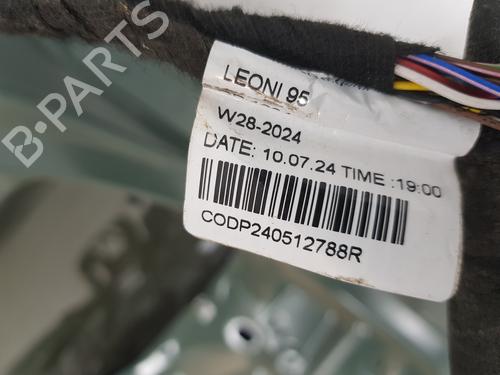 B-PARTS
LEONI 95
W28-2024
DATE: 10.07.24 TIME :19:00
CODP240512788R